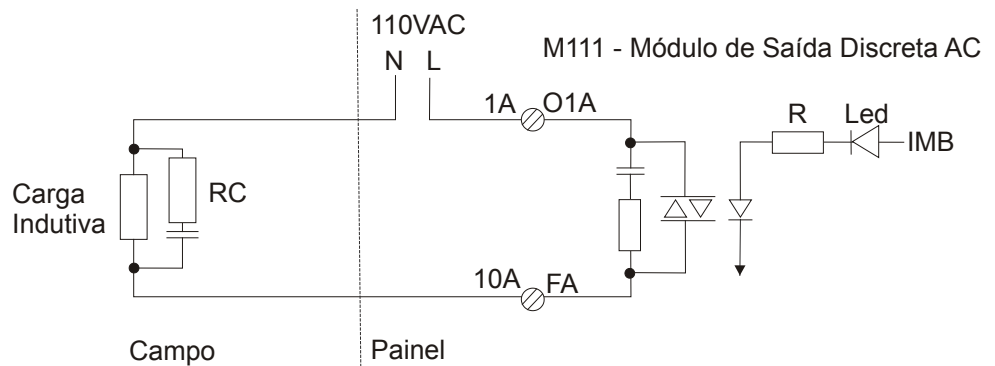 110VAC
N L
M111 - Módulo de Saída Discreta AC
1A O1A
R Led
IMB
Carga
Indutiva
RC
10A FA
Campo
Painel